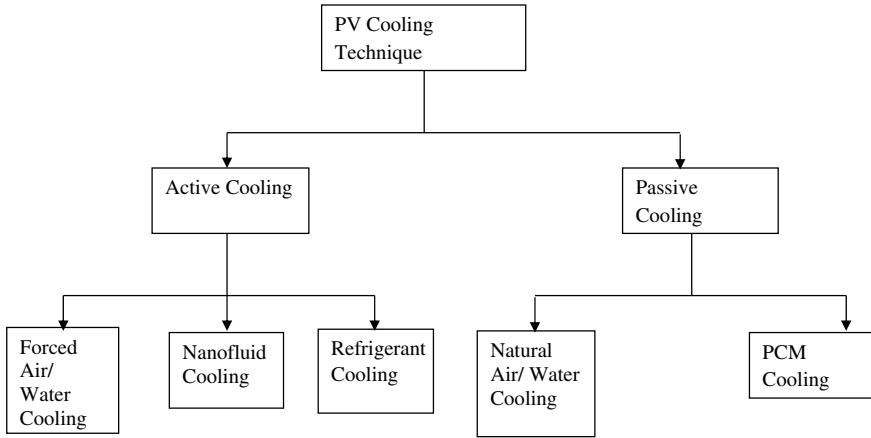 PV Cooling
Technique
Active Cooling
Passive
Cooling
Forced
Air/
Water
Cooling
Nanofluid
Cooling
Refrigerant
Cooling
Natural
Air/ Water
Cooling
PCM
Cooling